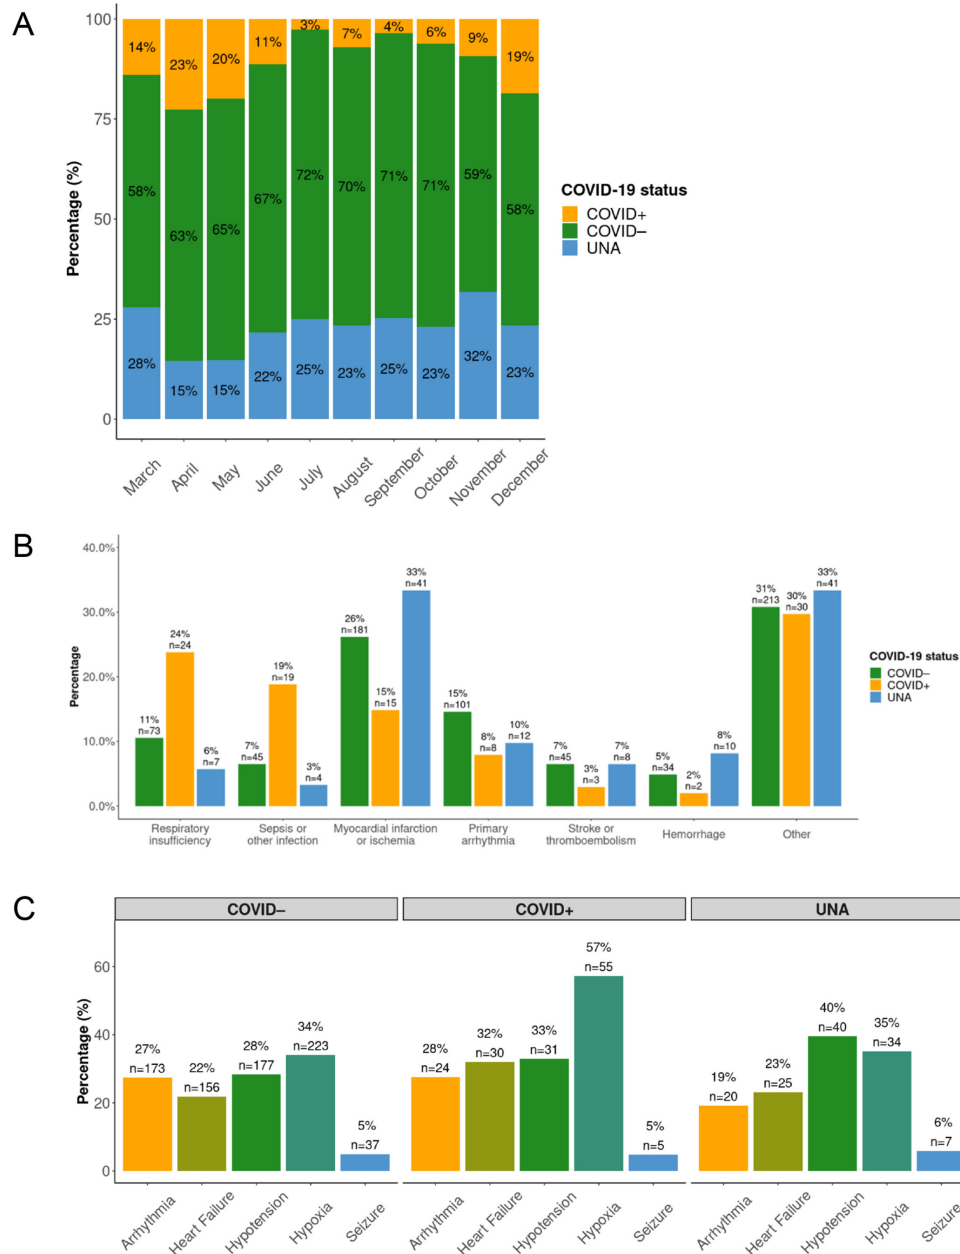 A
100
75
50
25
0
Percentage (%)
14%
23%
20%
11%
3%
7%
4%
6%
9%
19%
58%
63%
65%
67%
72%
70%
71%
71%
59%
58%
28%
15%
15%
22%
25%
23%
25%
23%
32%
23%
March
April
May
June
July
August
September
October
November
December
COVID-19 status
COVID+
COVID–
UNA
B
40.0%
30.0%
20.0%
10.0%
0.0%
Percentage
11%
n=73
24%
n=24
6%
n=7
7%
n=45
19%
n=19
3%
n=4
26%
n=181
15%
n=15
33%
n=41
15%
n=101
8%
n=8
10%
n=12
7%
n=45
3%
n=3
7%
n=8
5%
n=34
2%
n=2
8%
n=10
31%
n=213
30%
n=30
33%
n=41
Respiratory
insufficiency
Sepsis or
other infection
Myocardial infarction
or ischemia
Primary
arrhythmia
Stroke or
thromboembolism
Hemorrhage
Other
COVID-19 status
COVID–
COVID+
UNA
C
COVID–
COVID+
UNA
60
40
20
0
Percentage (%)
27%
n=173
22%
n=156
28%
n=177
34%
n=223
5%
n=37
28%
n=24
32%
n=30
33%
n=31
57%
n=55
5%
n=5
19%
n=20
23%
n=25
40%
n=40
35%
n=34
6%
n=7
Arrhythmia
Heart Failure
Hypotension
Hypoxia
Seizure
Arrhythmia
Heart Failure
Hypotension
Hypoxia
Seizure
Arrhythmia
Heart Failure
Hypotension
Hypoxia
Seizure